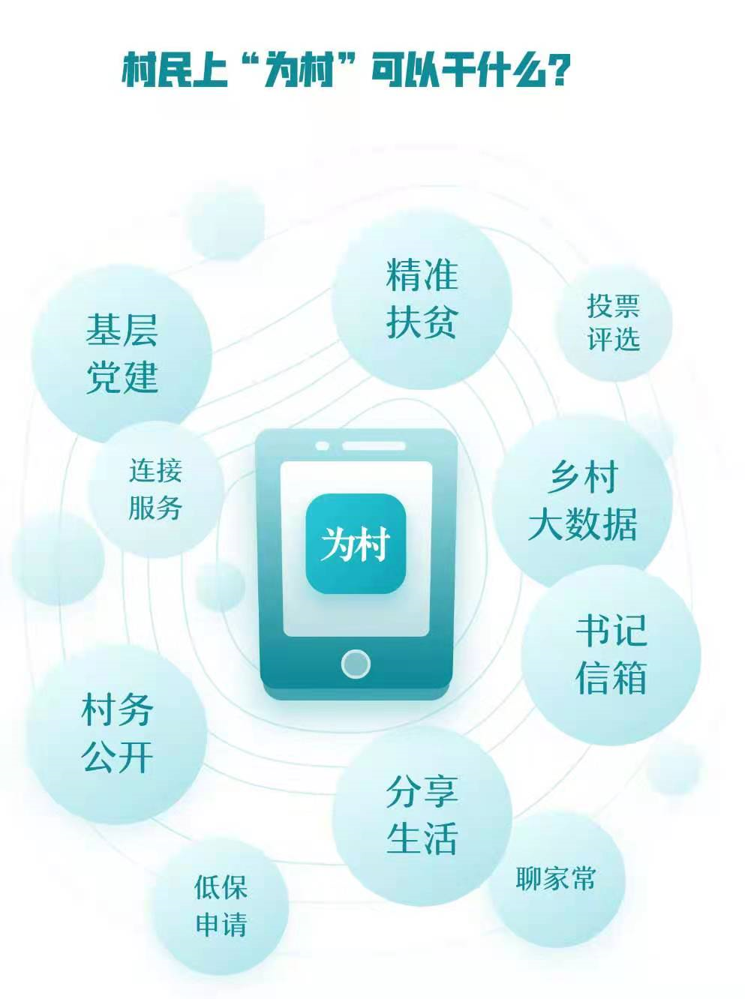 村民上“为村”可以干什么?
精准
扶贫
投票
评选
基层
党建
连接
服务
乡村
大数据
为村
书记
信箱
村务
公开
分享
生活
聊家常
低保
申请